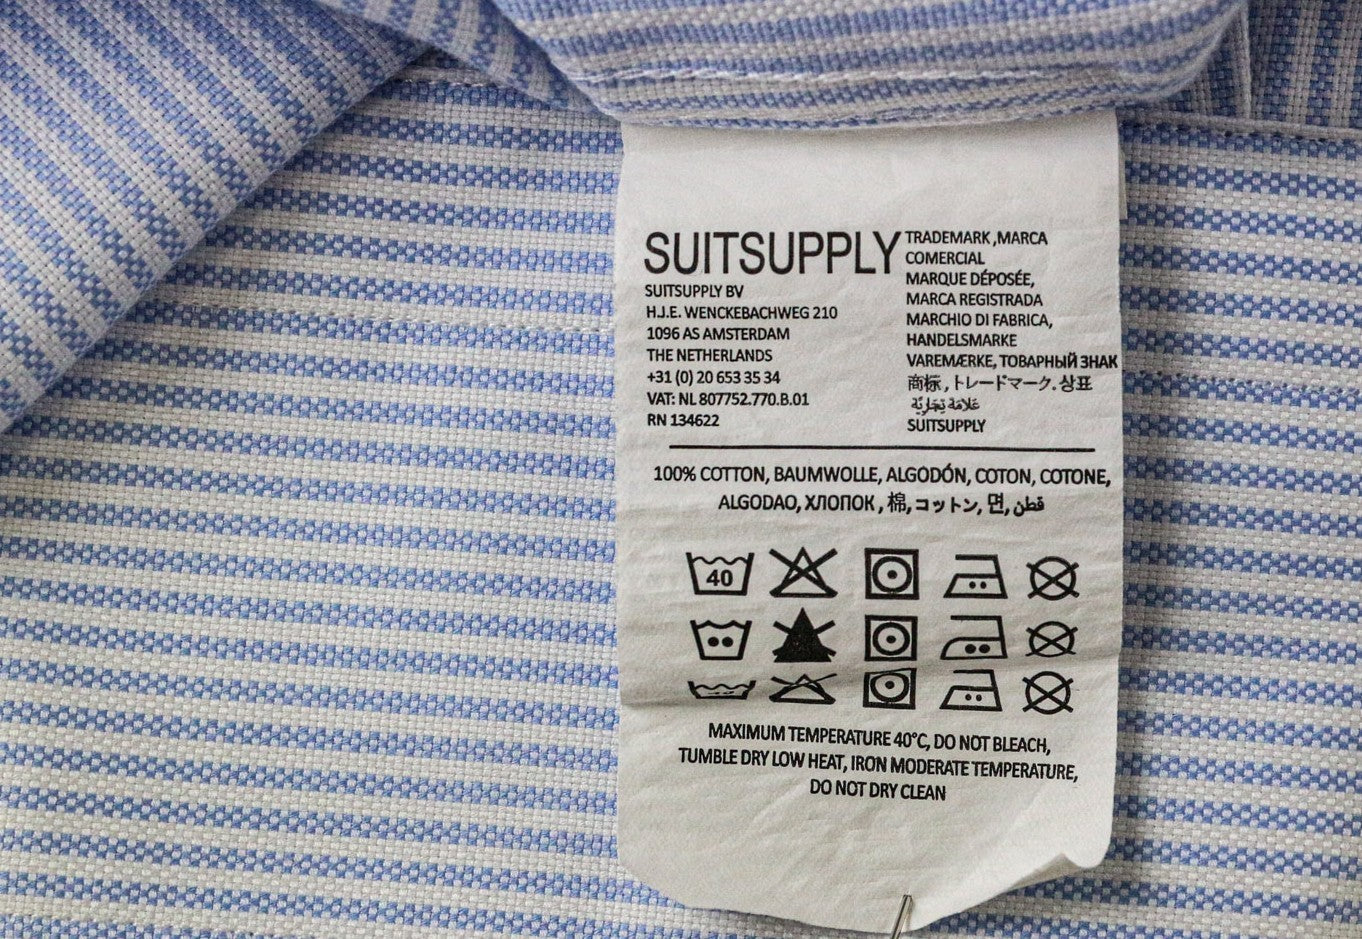 SUITSUPPLY
SUITSUPPLY BV
H.J.E. WENCKEBACHWEG 210
1096 AS AMSTERDAM
THE NETHERLANDS
+31 (0) 20 653 35 34
VAT: NL 807752.770.B.01
RN 134622
TRADEMARK ,MARCA
COMERCIAL
MARQUE DÉPOSÉE,
MARCA REGISTRADA
MARCHIO DI FABRICA,
HANDELSMARKE
VAREMÆRKE, ТОВАРНЫЙ ЗНАК
商标 , トレードマーク. 상표
علامة تجارية
SUITSUPPLY
100% COTTON, BAUMWOLLE, ALGODÓN, COTON, COTONE,
ALGODAO, ХЛОПОК , 棉, コットン, 면, قطن
40
MAXIMUM TEMPERATURE 40°C, DO NOT BLEACH,
TUMBLE DRY LOW HEAT, IRON MODERATE TEMPERATURE,
DO NOT DRY CLEAN